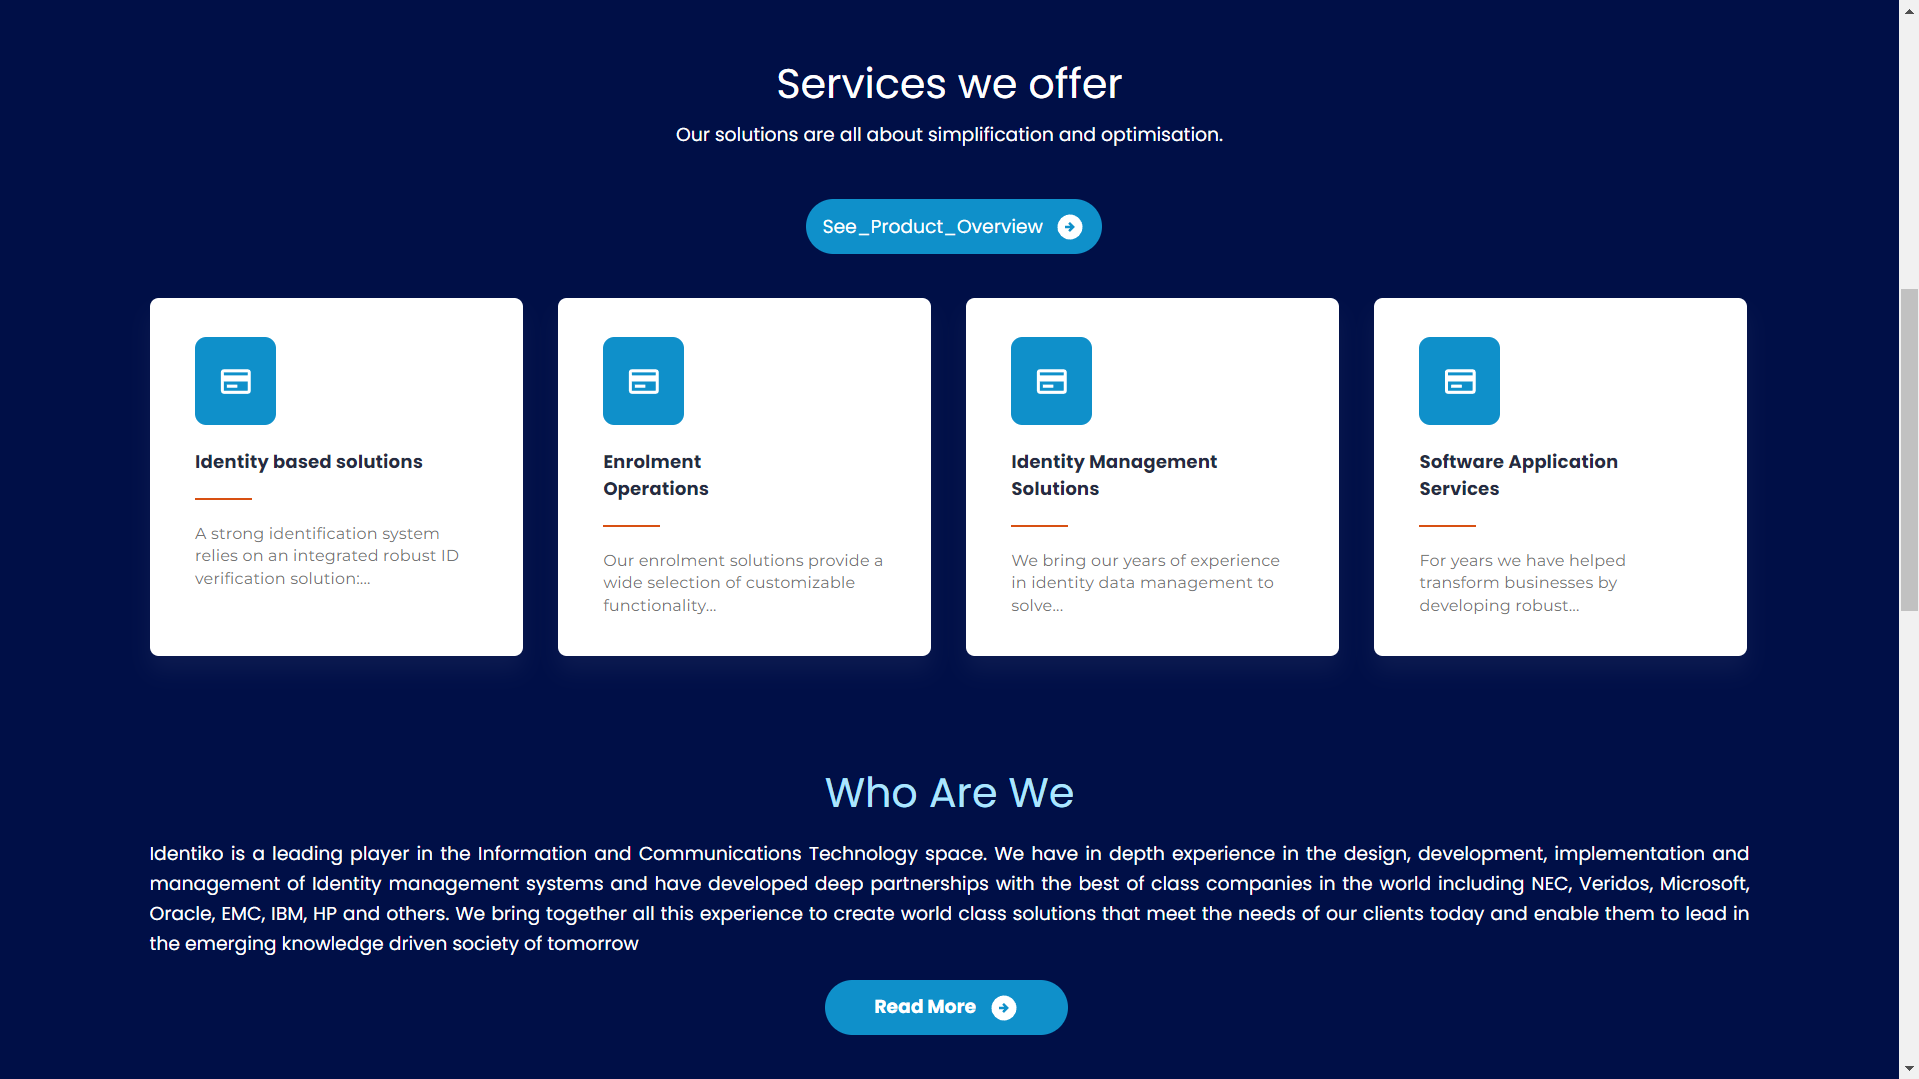 Services we offer
Our solutions are all about simplification and optimisation.
See_Product_Overview
Identity based solutions
A strong identification system
relies on an integrated robust ID
verification solution:...
Enrolment
Operations
Our enrolment solutions provide a
wide selection of customizable
functionality...
Identity Management
Solutions
We bring our years of experience
in identity data management to
solve...
Software Application
Services
For years we have helped
transform businesses by
developing robust...
Who Are We
Identiko is a leading player in the Information and Communications Technology space. We have in depth experience in the design, development, implementation and
management of Identity management systems and have developed deep partnerships with the best of class companies in the world including NEC, Veridos, Microsoft,
Oracle, EMC, IBM, HP and others. We bring together all this experience to create world class solutions that meet the needs of our clients today and enable them to lead in
the emerging knowledge driven society of tomorrow
Read More